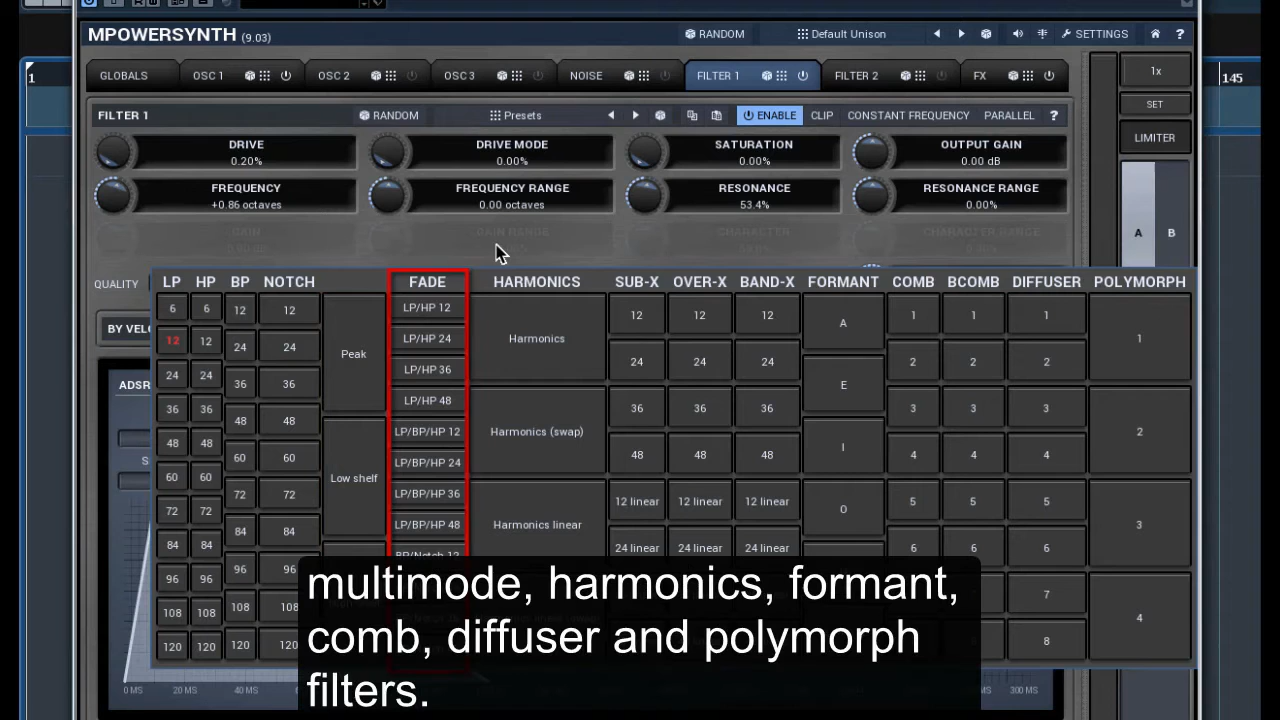 MPOWERSYNTH (9.03) RANDOM Default Unison SETTINGS ?
1 145
GLOBALS OSC 1 OSC 2 OSC 3 NOISE FILTER 1 FILTER 2 FX 1x
FILTER 1 RANDOM Presets ENABLE CLIP CONSTANT FREQUENCY PARALLEL ? SET
DRIVE DRIVE MODE SATURATION OUTPUT GAIN LIMITER
0.20% 0.00% 0.00% 0.00 dB
FREQUENCY FREQUENCY RANGE RESONANCE RESONANCE RANGE
+0.86 octaves 0.00 octaves 53.4% 0.00%
GAIN GAIN RANGE CHARACTER CHARACTER RANGE A B
QUALITY LP HP BP NOTCH FADE HARMONICS SUB-X OVER-X BAND-X FORMANT COMB BCOMB DIFFUSER POLYMORPH
6 6 12 12 LP/HP 12 12 12 12 A 1 1 1
BY VELO 12 12 24 24 Peak LP/HP 24 Harmonics 24 24 24 2 2 2 1
24 24 36 36 LP/HP 36 E
ADSR 36 36 48 48 LP/HP 48 36 36 36 3 3 3
48 48 60 60 LP/BP/HP 12 Harmonics (swap) I 2
S 60 60 72 72 Low shelf LP/BP/HP 24 48 48 48 4 4 4
72 72 84 84 LP/BP/HP 36 12 linear 12 linear 12 linear O 5 5 5
84 84 96 96 LP/BP/HP 48 Harmonics linear 24 linear 24 linear 24 linear 6 6 6 3
96 96 108 108 BP/Notch 12 7
108 108 120 120 8 4
120 120
multimode, harmonics, formant,
comb, diffuser and polymorph
filters.
0 MS 20 MS 40 MS 300 MS